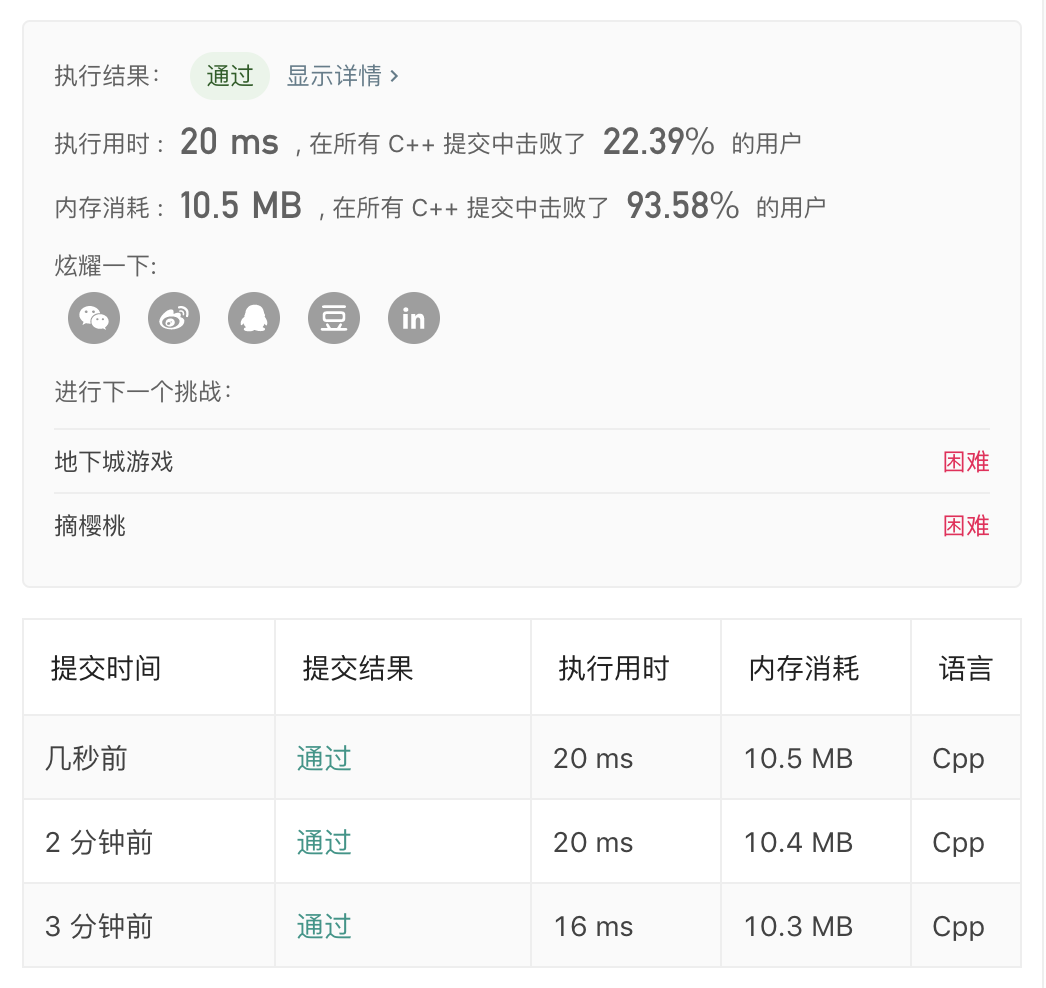 执行结果： 通过 显示详情 ›
执行用时 : 20 ms , 在所有 C++ 提交中击败了 22.39% 的用户
内存消耗 : 10.5 MB , 在所有 C++ 提交中击败了 93.58% 的用户
炫耀一下:
豆 in
进行下一个挑战：
地下城游戏 困难
摘樱桃 困难
提交时间 提交结果 执行用时 内存消耗 语言
几秒前 通过 20 ms 10.5 MB Cpp
2 分钟前 通过 20 ms 10.4 MB Cpp
3 分钟前 通过 16 ms 10.3 MB Cpp